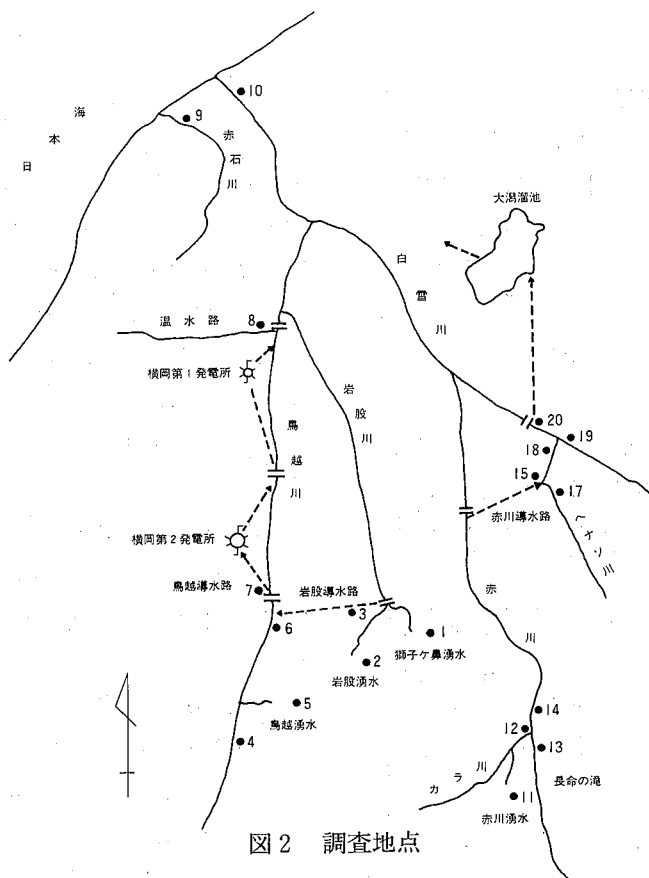 10
9
日本海
赤石川
大潟溜池
白雪川
温水路
8
横岡第1発電所
岩股川
鳥越川
20
19
18
15
17
赤川導水路
ヘナソ川
横岡第2発電所
鳥越導水路
7
岩股導水路
3
6
1
獅子ケ鼻湧水
2
岩股湧水
赤川
5
鳥越湧水
4
14
12
13
長命の滝
カラ川
11
赤川湧水
図2 調査地点